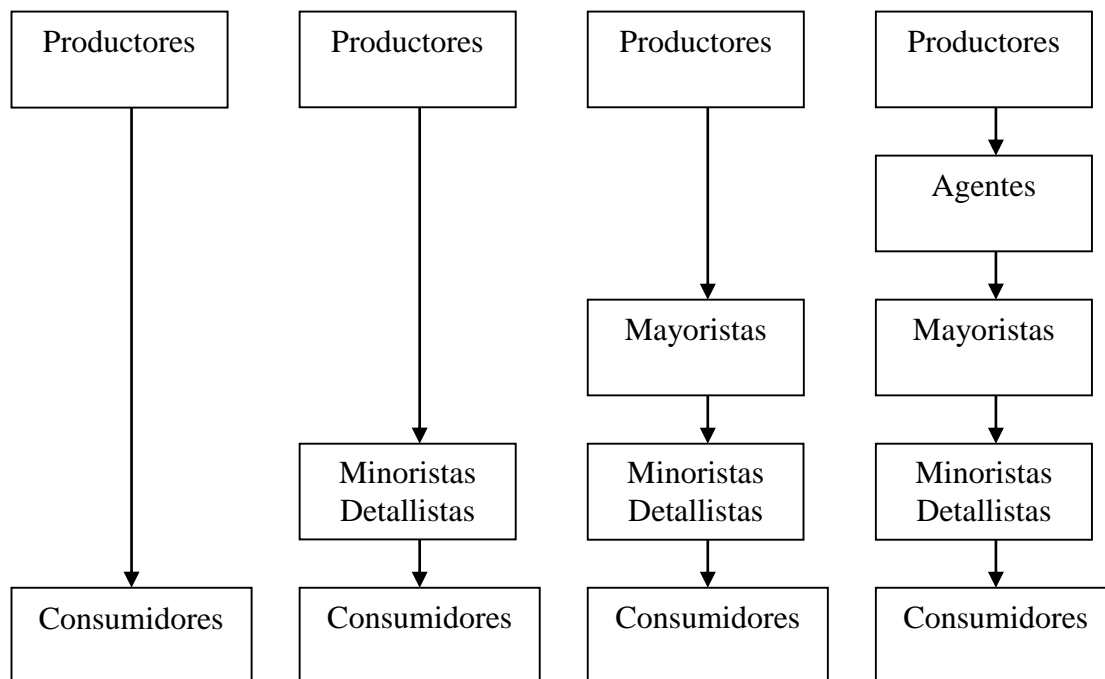 Productores
Productores
Productores
Productores
Agentes
Mayoristas
Mayoristas
Minoristas
Detallistas
Minoristas
Detallistas
Minoristas
Detallistas
Consumidores
Consumidores
Consumidores
Consumidores